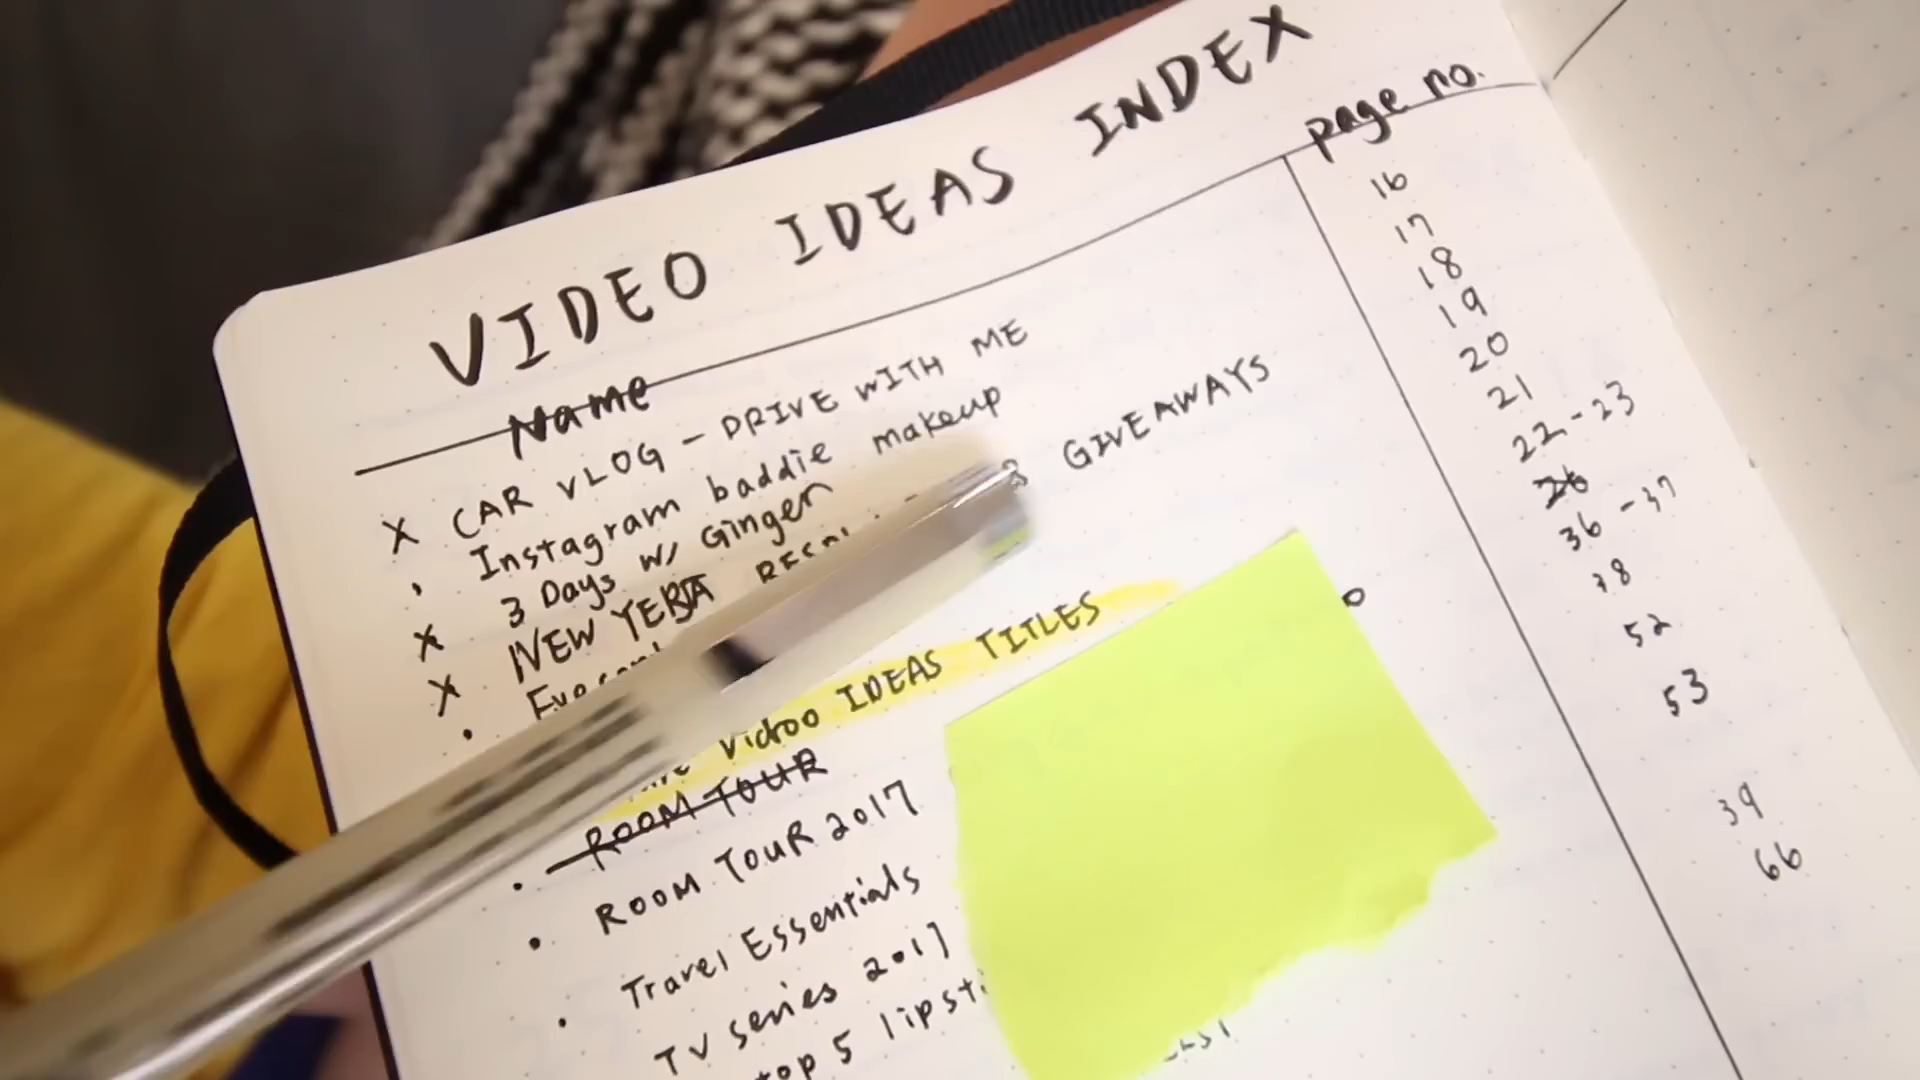 VIDEO IDEAS INDEX
Name page no.
X CAR VLOG - DRIVE WITH ME 16
Instagram baddie makeup 17
X 3 Days w/ Ginger 18
X NEW YEAR GIVEAWAYS 19
20
21
22-23
Video IDEAS TITLES 26
ROOM TOUR 36-37
ROOM TOUR 2017 38
Travel Essentials 52
TV series 2017 53
top 5 39
66